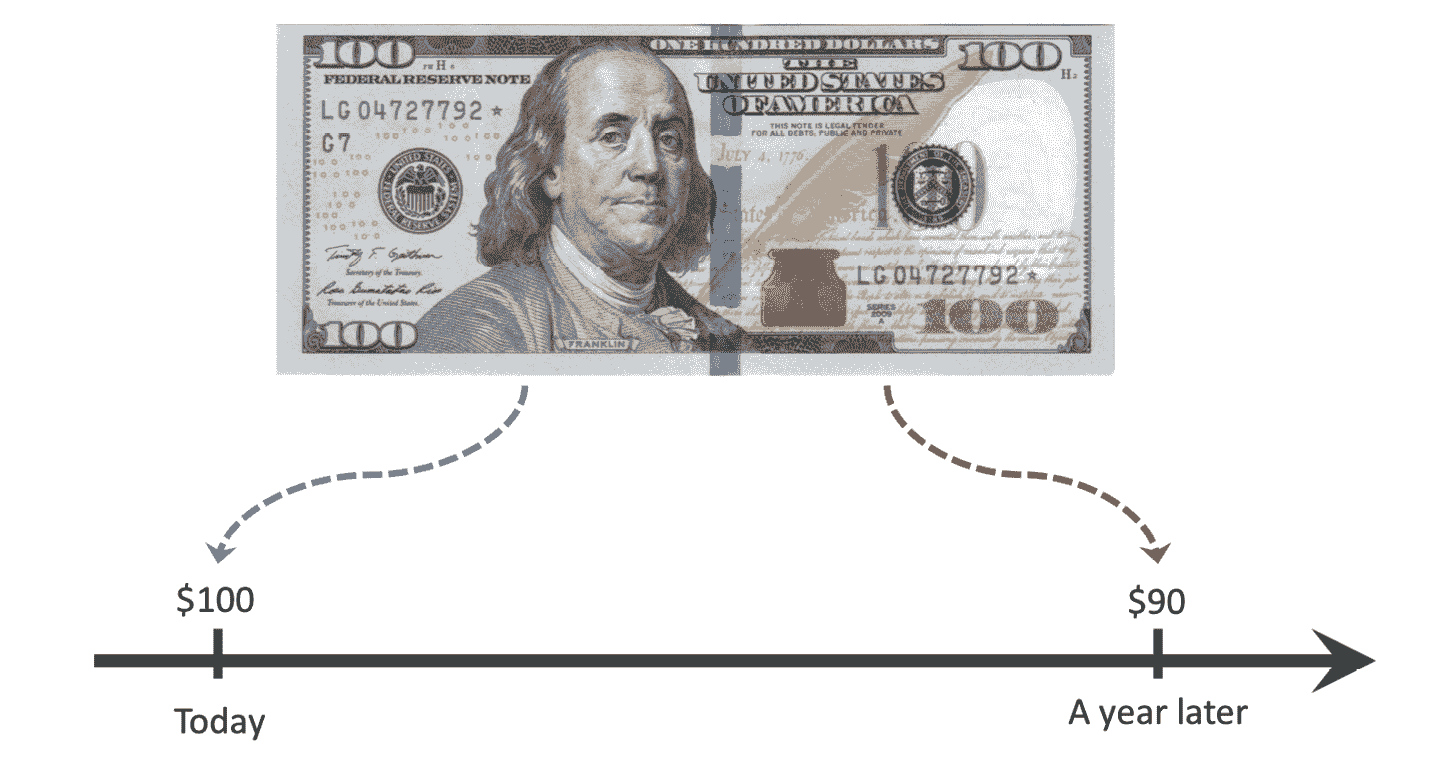 100
ONE HUNDRED DOLLARS
100
FEDERAL RESERVE NOTE
THE
UNITED STATES
OF AMERICA
LG 04727792 *
G7
THIS NOTE IS LEGAL TENDER
FOR ALL DEBTS, PUBLIC AND PRIVATE
JULY 4, 1776
Secretary of the Treasury.
Treasurer of the United States.
LG 04727792 *
SERIES
2009
A
100
100
FRANKLIN
$100
$90
Today
A year later